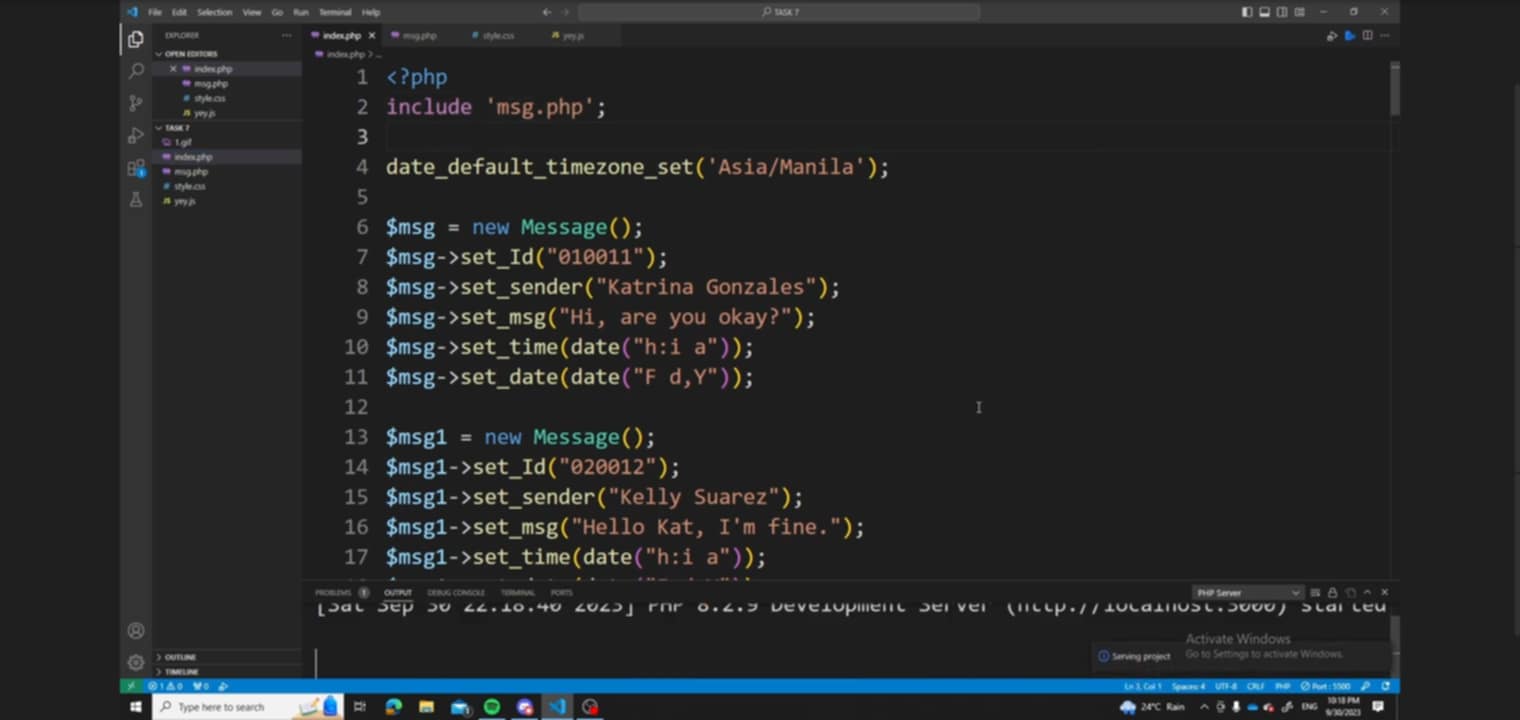 File Edit Selection View Go Run Terminal Help
TASK 7
EXPLORER
OPEN EDITORS
index.php
msg.php
style.css
yey.js
TASK 7
1.gif
index.php
msg.php
style.css
yey.js
OUTLINE
TIMELINE
index.php msg.php style.css yey.js
index.php > ...
1 <?php
2 include 'msg.php';
3
4 date_default_timezone_set('Asia/Manila');
5
6 $msg = new Message();
7 $msg->set_Id("010011");
8 $msg->set_sender("Katrina Gonzales");
9 $msg->set_msg("Hi, are you okay?");
10 $msg->set_time(date("h:i a"));
11 $msg->set_date(date("F d,Y"));
12
13 $msg1 = new Message();
14 $msg1->set_Id("020012");
15 $msg1->set_sender("Kelly Suarez");
16 $msg1->set_msg("Hello Kat, I'm fine.");
17 $msg1->set_time(date("h:i a"));
PROBLEMS 1 OUTPUT DEBUG CONSOLE TERMINAL PORTS PHP Server
[Sat Sep 30 22:18:40 2023] PHP 8.2.9 Development Server (http://localhost:3000) started
Activate Windows
Go to Settings to activate Windows.
Serving project
1 0 0 Ln 3, Col 1 Spaces: 4 UTF-8 CRLF PHP
Type here to search
24°C Rain ENG 10:18 PM
9/30/2023